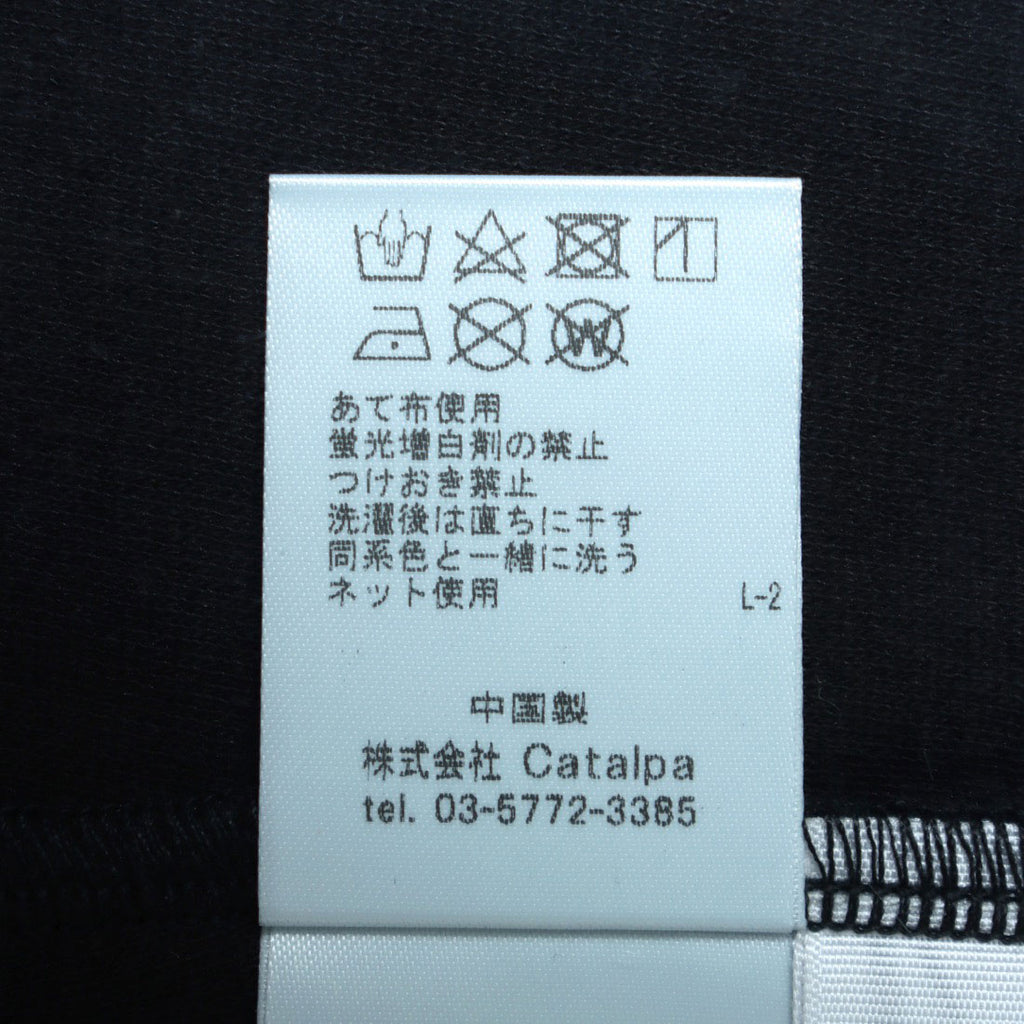 W
あて布使用
蛍光増白剤の禁止
つけおき禁止
洗濯後は直ちに干す
同系色と一緒に洗う
ネット使用
L-2
中国製
株式会社 Catalpa
tel. 03-5772-3385